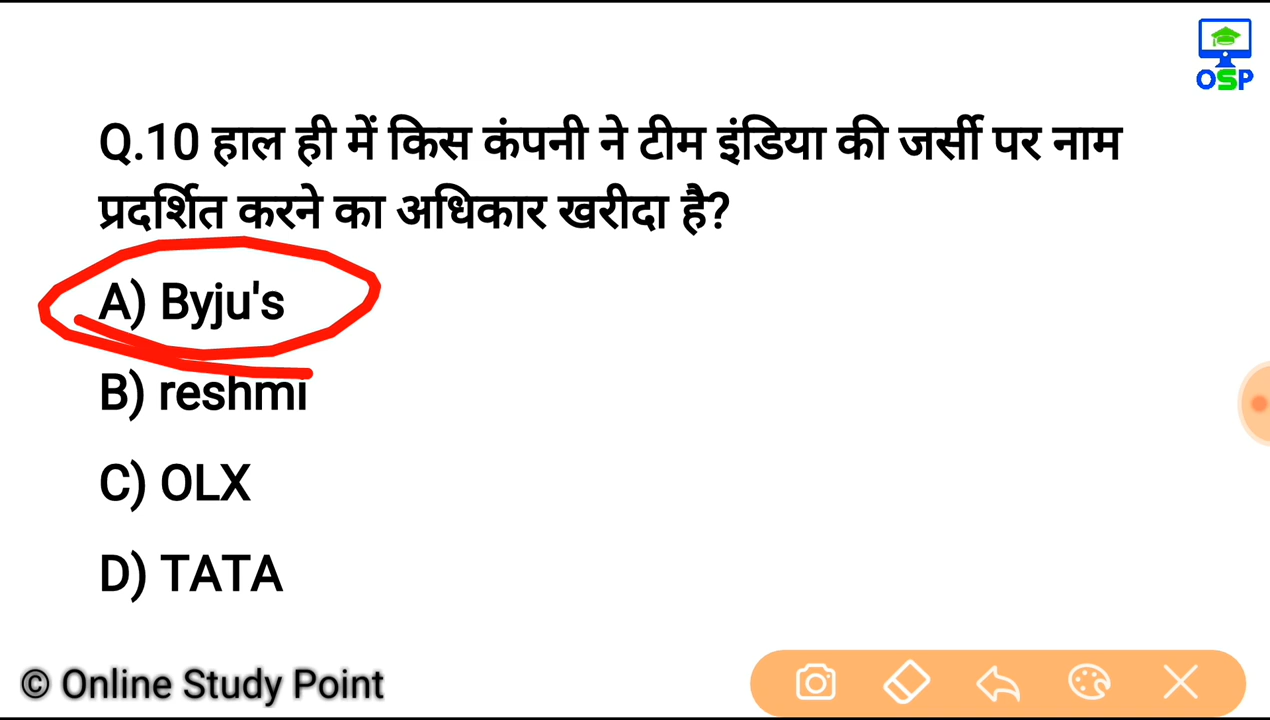 OSP
Q.10 हाल ही में किस कंपनी ने टीम इंडिया की जर्सी पर नाम
प्रदर्शित करने का अधिकार खरीदा है?
A) Byju's
B) reshmi
C) OLX
D) TATA
© Online Study Point